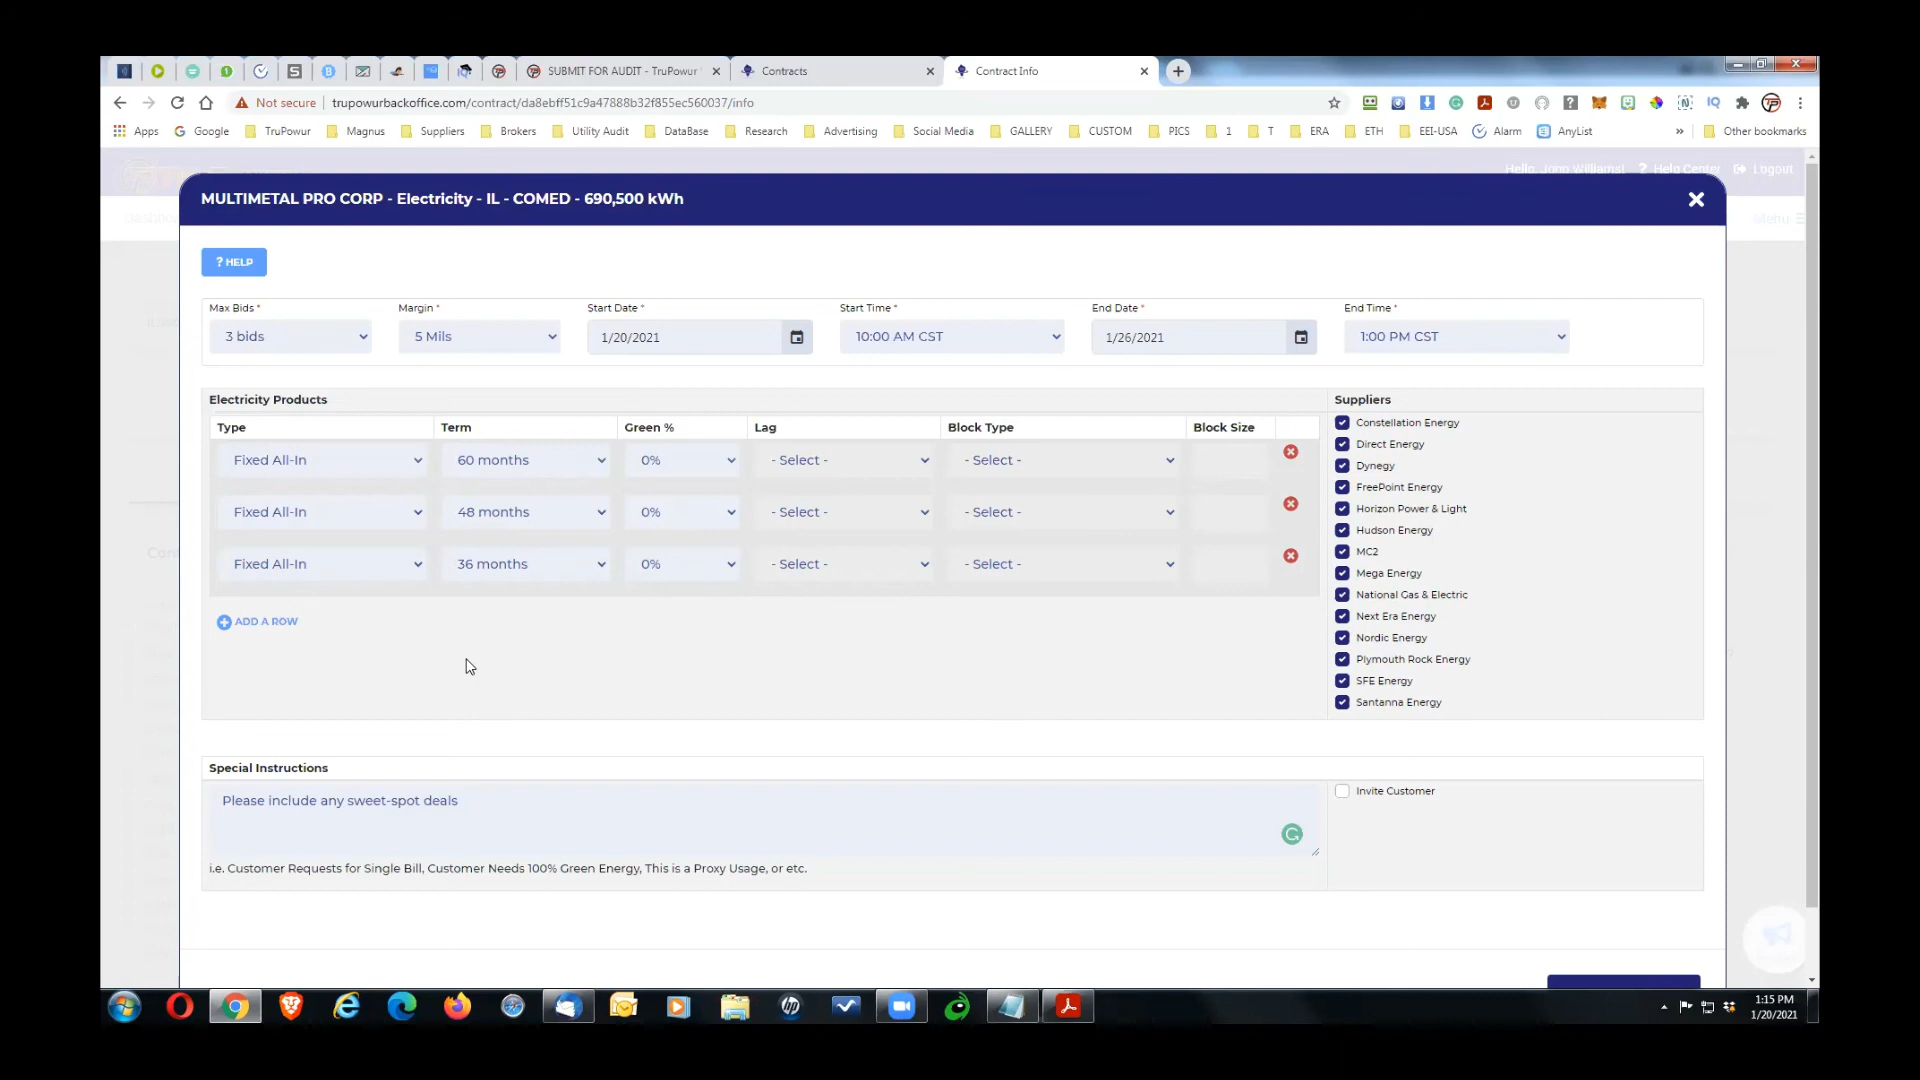 SUBMIT FOR AUDIT - TruPowur
Contracts
Contract Info
Not secure
trupowurbackoffice.com/contract/da8ebff51c9a47888b32f855ec560037/info
Apps
Google
TruPowur
Magnus
Suppliers
Brokers
Utility Audit
DataBase
Research
Advertising
Social Media
GALLERY
CUSTOM
PICS
1
T
ERA
ETH
EEI-USA
Alarm
AnyList
»
Other bookmarks
Hello, John Williams!
? Help Center
Logout
Menu
MULTIMETAL PRO CORP - Electricity - IL - COMED - 690,500 kWh
? HELP
Max Bids *
Margin *
Start Date *
Start Time *
End Date *
End Time *
3 bids
5 Mils
1/20/2021
10:00 AM CST
1/26/2021
1:00 PM CST
Electricity Products
Type
Term
Green %
Lag
Block Type
Block Size
Fixed All-In
60 months
0%
- Select -
- Select -
Fixed All-In
48 months
0%
- Select -
- Select -
Fixed All-In
36 months
0%
- Select -
- Select -
ADD A ROW
Suppliers
Constellation Energy
Direct Energy
Dynegy
FreePoint Energy
Horizon Power & Light
Hudson Energy
MC2
Mega Energy
National Gas & Electric
Next Era Energy
Nordic Energy
Plymouth Rock Energy
SFE Energy
Santanna Energy
Special Instructions
Please include any sweet-spot deals
i.e. Customer Requests for Single Bill, Customer Needs 100% Green Energy, This is a Proxy Usage, or etc.
Invite Customer
1:15 PM
1/20/2021